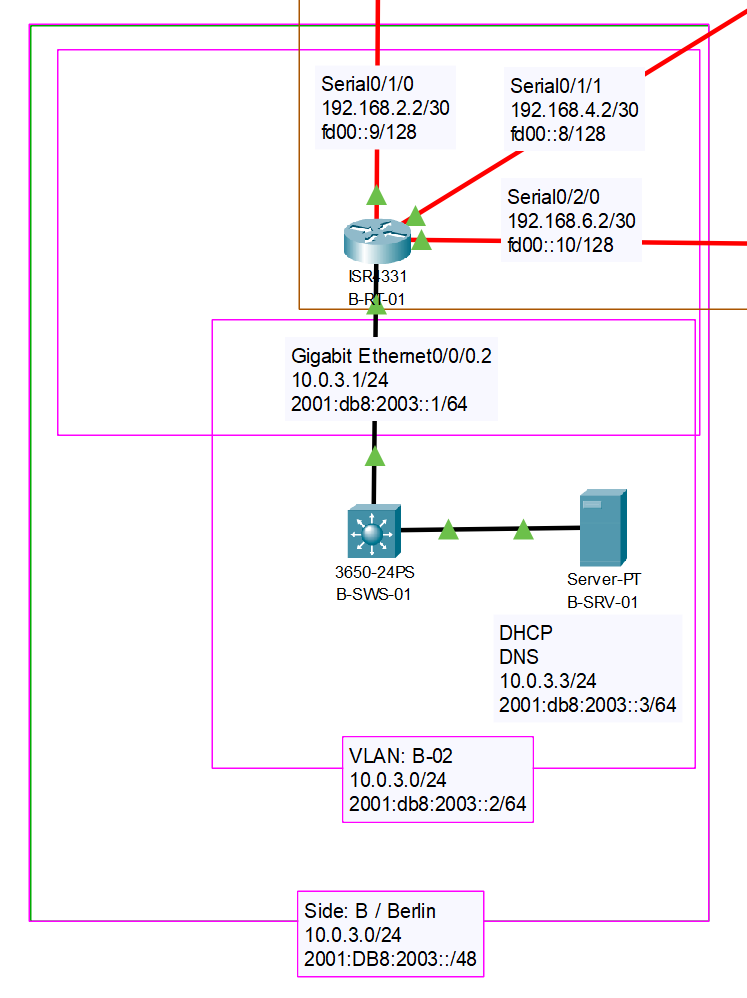 Serial0/1/0
192.168.2.2/30
fd00::9/128
Serial0/1/1
192.168.4.2/30
fd00::8/128
Serial0/2/0
192.168.6.2/30
fd00::10/128
ISR4331
B-RT-01
Gigabit Ethernet0/0/0.2
10.0.3.1/24
2001:db8:2003::1/64
3650-24PS
B-SWS-01
Server-PT
B-SRV-01
DHCP
DNS
10.0.3.3/24
2001:db8:2003::3/64
VLAN: B-02
10.0.3.0/24
2001:db8:2003::2/64
Side: B / Berlin
10.0.3.0/24
2001:DB8:2003::/48